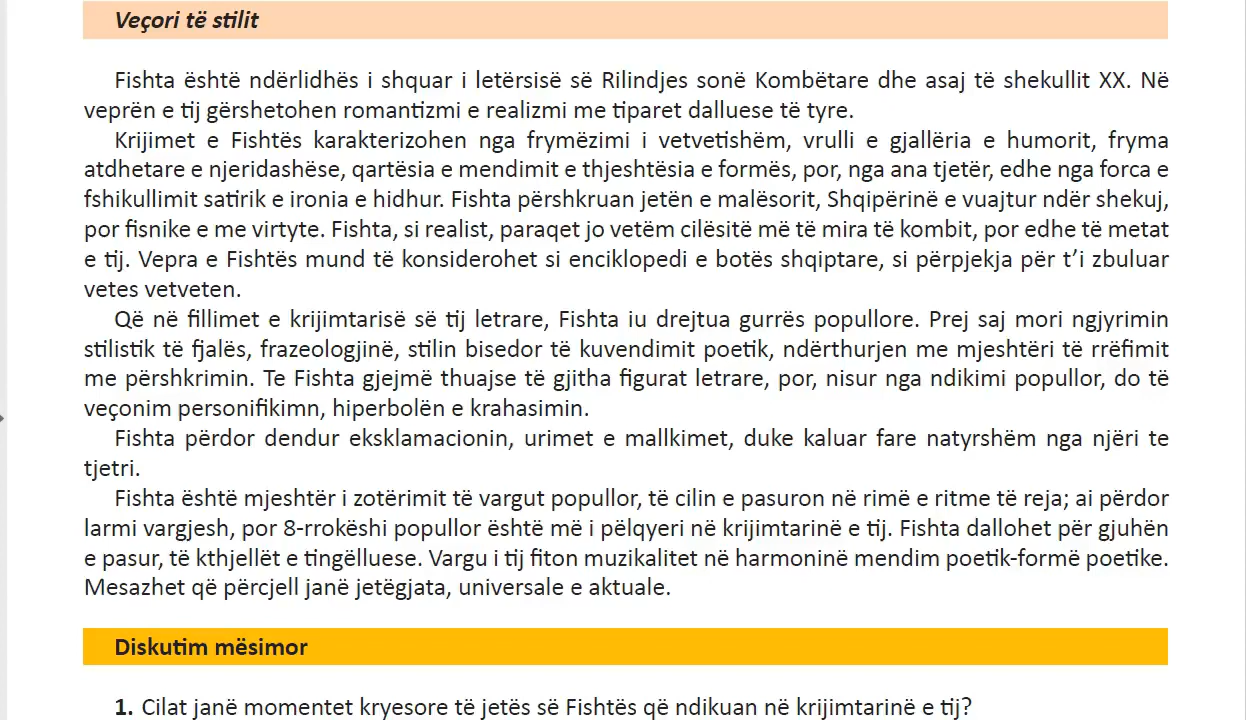 Veçori të stilit
Fishta është ndërlidhës i shquar i letërsisë së Rilindjes sonë Kombëtare dhe asaj të shekullit XX. Në
veprën e tij gërshetohen romantizmi e realizmi me tiparet dalluese të tyre.
Krijimet e Fishtës karakterizohen nga frymëzimi i vetvetishëm, vrulli e gjallëria e humorit, fryma
atdhetare e njeridashëse, qartësia e mendimit e thjeshtësia e formës, por, nga ana tjetër, edhe nga forca e
fshikullimit satirik e ironia e hidhur. Fishta përshkruan jetën e malësorit, Shqipërinë e vuajtur ndër shekuj,
por fisnike e me virtyte. Fishta, si realist, paraqet jo vetëm cilësitë më të mira të kombit, por edhe të metat
e tij. Vepra e Fishtës mund të konsiderohet si enciklopedi e botës shqiptare, si përpjekja për t’i zbuluar
vetes vetveten.
Që në fillimet e krijimtarisë së tij letrare, Fishta iu drejtua gurrës popullore. Prej saj mori ngjyrimin
stilistik të fjalës, frazeologjinë, stilin bisedor të kuvendimit poetik, ndërthurjen me mjeshtëri të rrëfimit
me përshkrimin. Te Fishta gjejmë thuajse të gjitha figurat letrare, por, nisur nga ndikimi popullor, do të
veçonim personifikimn, hiperbolën e krahasimin.
Fishta përdor dendur eksklamacionin, urimet e mallkimet, duke kaluar fare natyrshëm nga njëri te
tjetri.
Fishta është mjeshtër i zotërimit të vargut popullor, të cilin e pasuron në rimë e ritme të reja; ai përdor
larmi vargjesh, por 8-rrokëshi popullor është më i pëlqyeri në krijimtarinë e tij. Fishta dallohet për gjuhën
e pasur, të kthjellët e tingëlluese. Vargu i tij fiton muzikalitet në harmoninë mendim poetik-formë poetike.
Mesazhet që përcjell janë jetëgjata, universale e aktuale.
Diskutim mësimor
1. Cilat janë momentet kryesore të jetës së Fishtës që ndikuan në krijimtarinë e tij?